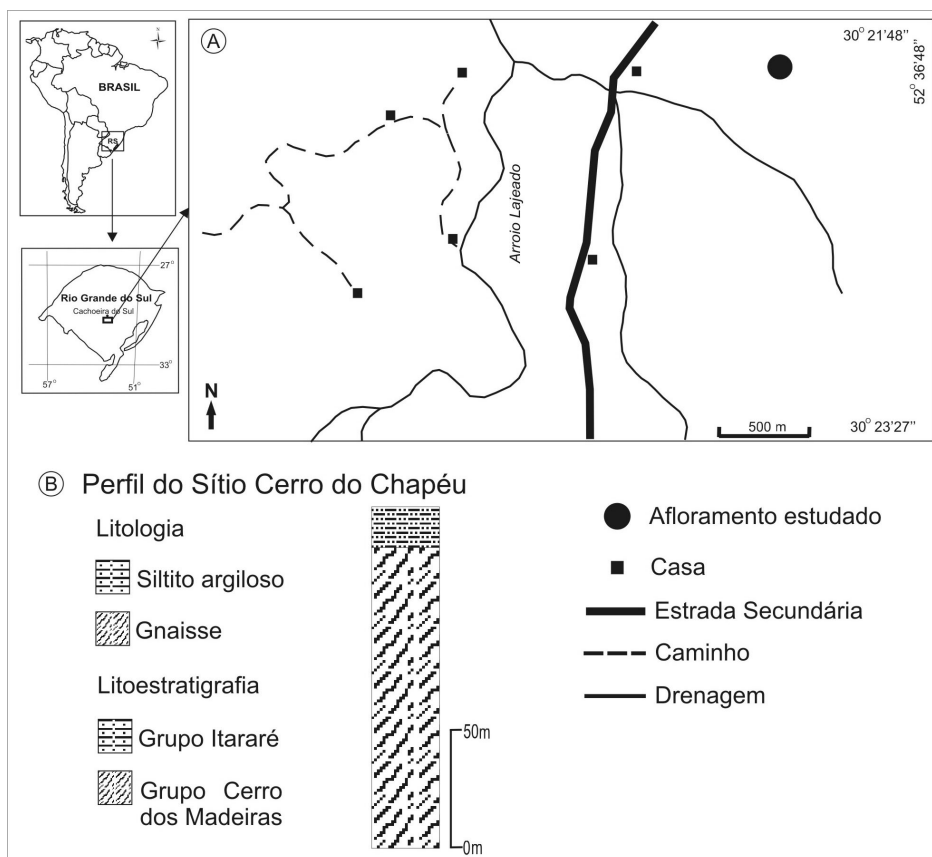 N
BRASIL
RS
27°
Rio Grande do Sul
Cachoeira do Sul
33°
57°
51°
A
30° 21'48''
52° 36'48''
Arroio Lajeado
N
500 m
30° 23'27''
B Perfil do Sítio Cerro do Chapéu
Litologia
Siltito argiloso
Gnaisse
Litoestratigrafia
Grupo Itararé
Grupo Cerro
dos Madeiras
50m
0m
Afloramento estudado
Casa
Estrada Secundária
Caminho
Drenagem